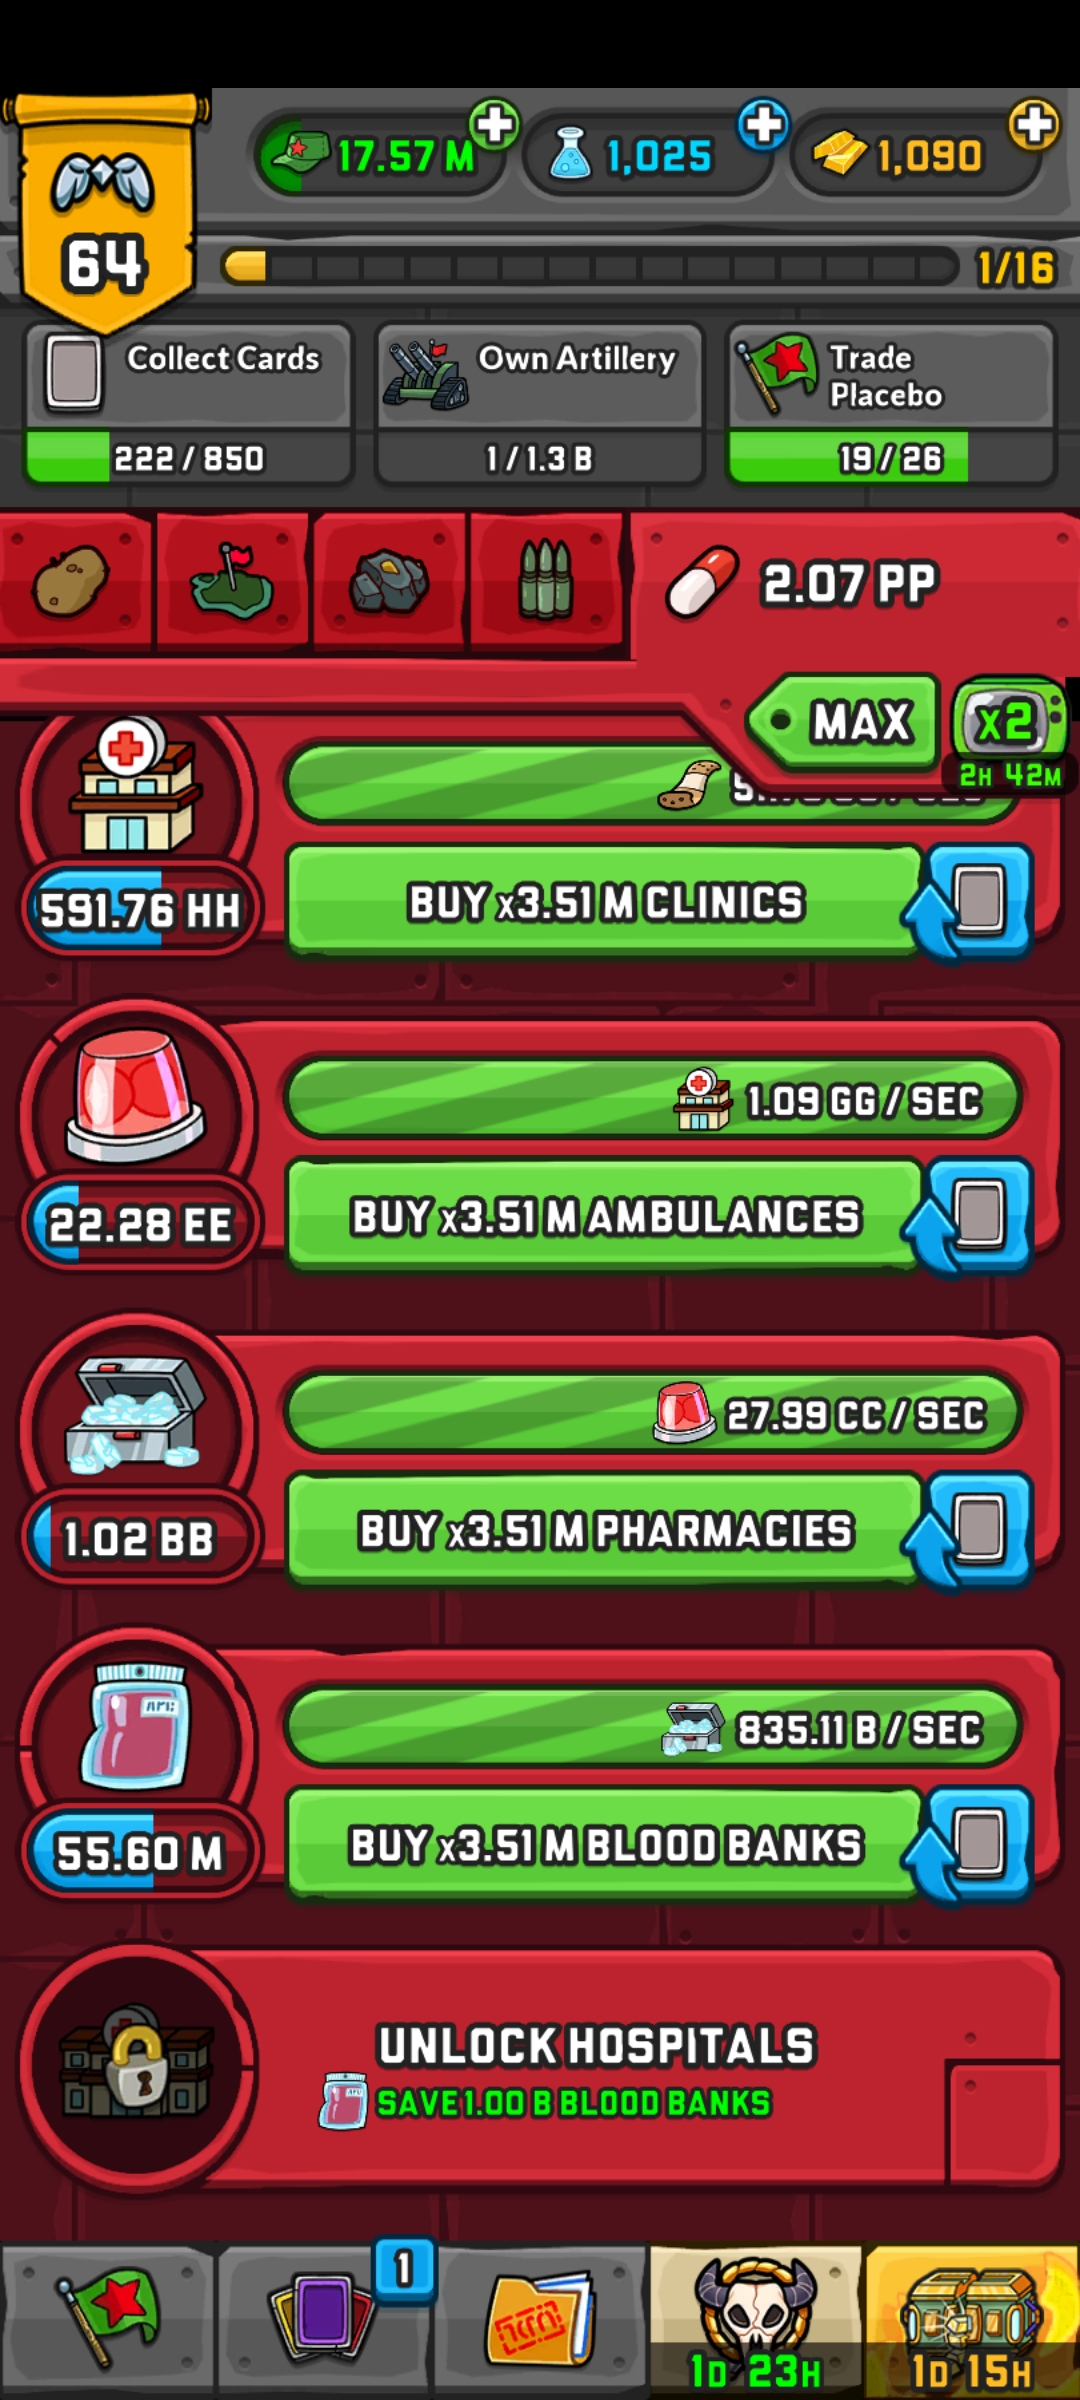 17.57 M
1,025
1,090
64
1/16
Collect Cards
222 / 850
Own Artillery
1 / 1.3 B
Trade
Placebo
19 / 26
2.07 PP
MAX
x2
2H 42M
591.76 HH
BUY x3.51 M CLINICS
1.09 GG / SEC
22.28 EE
BUY x3.51 M AMBULANCES
27.99 CC / SEC
1.02 BB
BUY x3.51 M PHARMACIES
835.11 B / SEC
55.60 M
BUY x3.51 M BLOOD BANKS
UNLOCK HOSPITALS
SAVE 1.00 B BLOOD BANKS
1
1D 23H
1D 15H